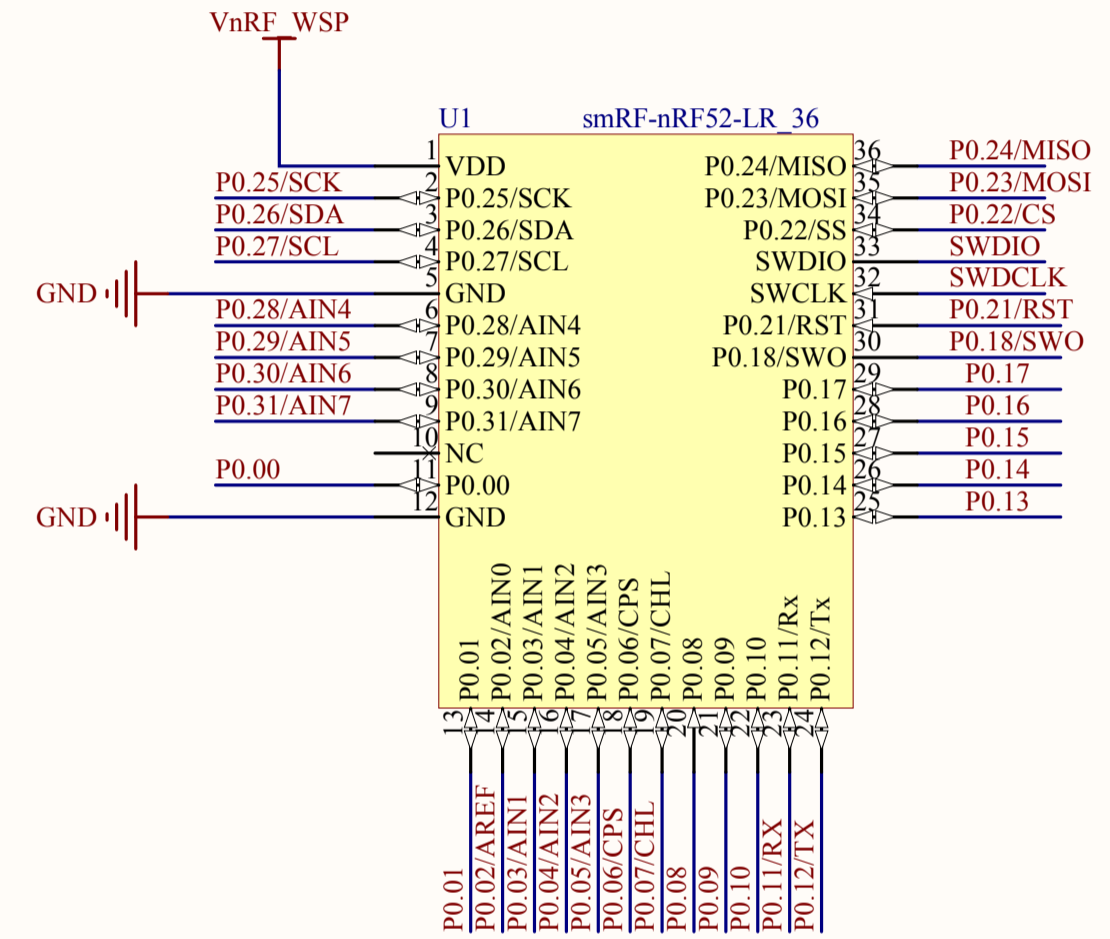 VnRF_WSP
U1 smRF-nRF52-LR_36
1 VDD P0.24/MISO 36 P0.24/MISO
P0.25/SCK 2 P0.25/SCK P0.23/MOSI 35 P0.23/MOSI
P0.26/SDA 3 P0.26/SDA P0.22/SS 34 P0.22/CS
P0.27/SCL 4 P0.27/SCL SWDIO 33 SWDIO
GND 5 GND SWCLK 32 SWDCLK
P0.28/AIN4 6 P0.28/AIN4 P0.21/RST 31 P0.21/RST
P0.29/AIN5 7 P0.29/AIN5 P0.18/SWO 30 P0.18/SWO
P0.30/AIN6 8 P0.30/AIN6 P0.17 29 P0.17
P0.31/AIN7 9 P0.31/AIN7 P0.16 28 P0.16
10 NC P0.15 27 P0.15
P0.00 11 P0.00 P0.14 26 P0.14
GND 12 GND P0.13 25 P0.13
P0.01
P0.02/AIN0
P0.03/AIN1
P0.04/AIN2
P0.05/AIN3
P0.06/CPS
P0.07/CHL
P0.08
P0.09
P0.10
P0.11/Rx
P0.12/Tx
13 14 15 16 17 18 19 20 21 22 23 24
P0.01
P0.02/AREF
P0.03/AIN1
P0.04/AIN2
P0.05/AIN3
P0.06/CPS
P0.07/CHL
P0.08
P0.09
P0.10
P0.11/RX
P0.12/TX